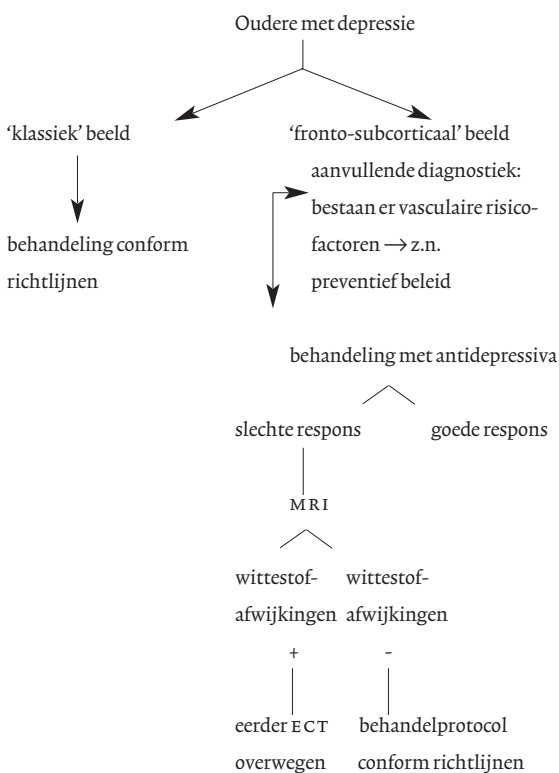 Oudere met depressie
‘klassiek’ beeld
‘fronto-subcorticaal’ beeld
aanvullende diagnostiek:
bestaan er vasculaire risico-
behandeling conform
factoren → z.n.
richtlijnen
preventief beleid
behandeling met antidepressiva
slechte respons
goede respons
MRI
wittestof-
wittestof-
afwijkingen
afwijkingen
+
-
eerder ECT
behandelprotocol
overwegen
conform richtlijnen